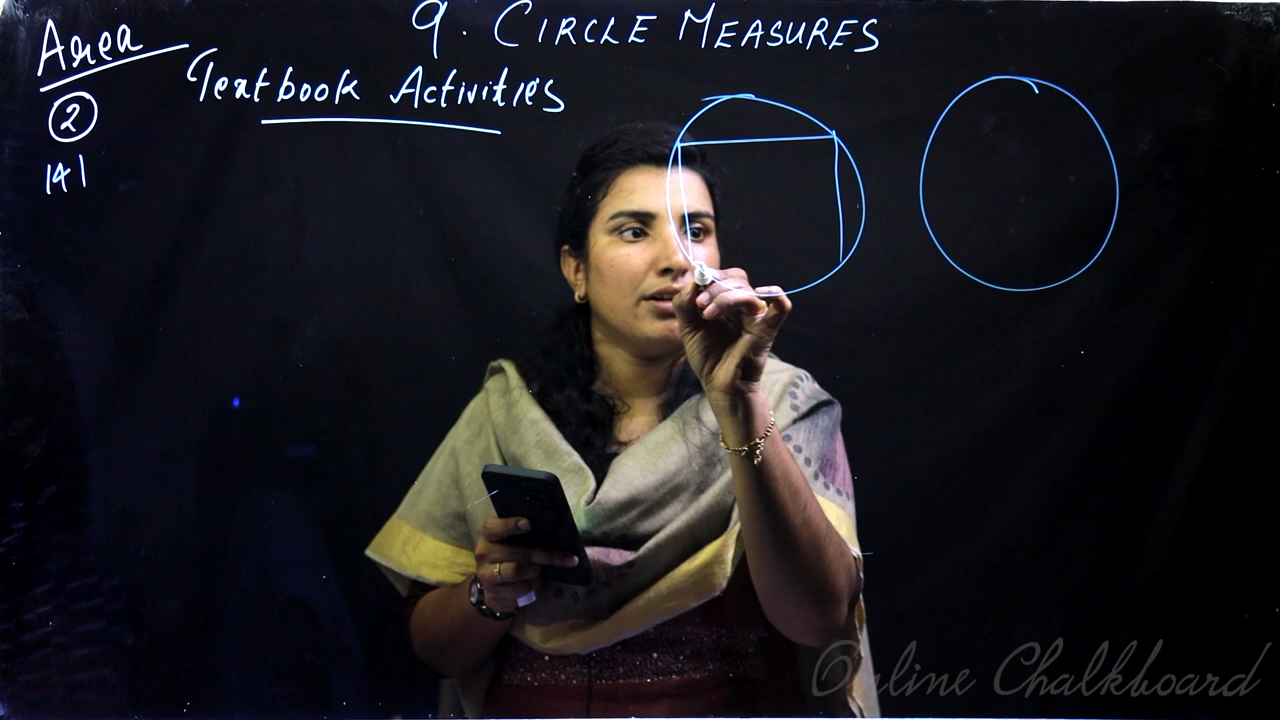 9. CIRCLE MEASURES
Area
Textbook Activities
2
141
Online Chalkboard